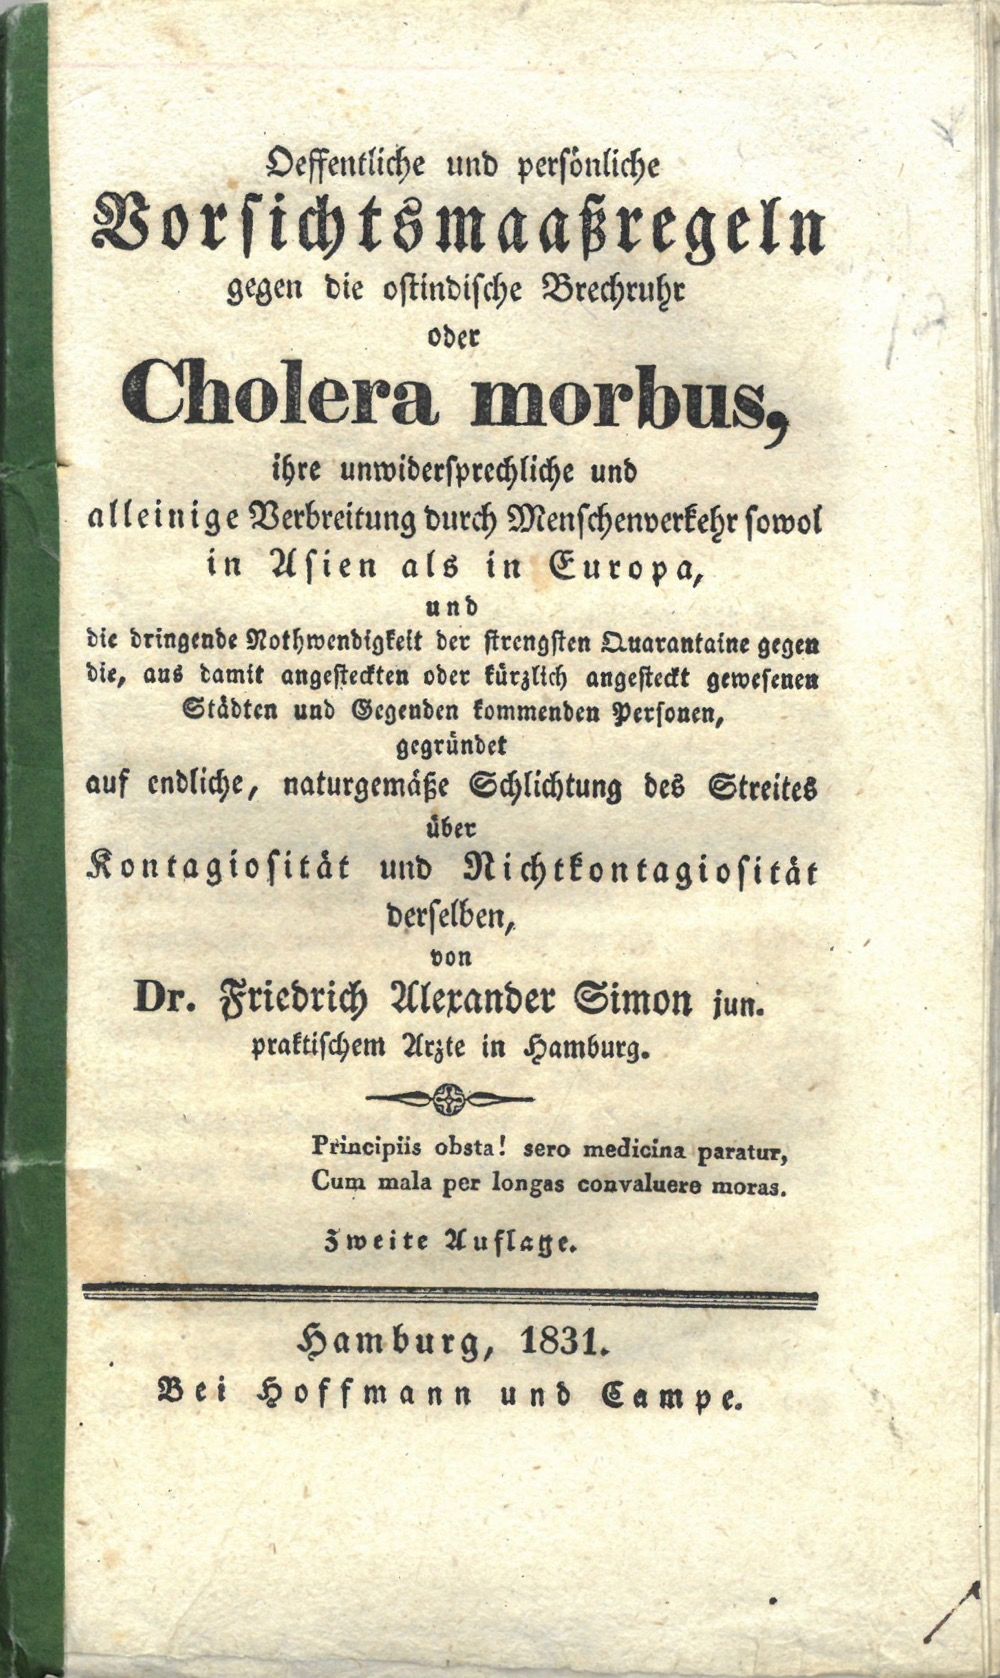 Oeffentliche und persönliche
Vorsichtsmaaßregeln
gegen die ostindische Brechruhr
oder
Cholera morbus,
ihre unwidersprechliche und
alleinige Verbreitung durch Menschenverkehr sowol
in Asien als in Europa,
und
die dringende Nothwendigkeit der strengsten Quarantaine gegen
die, aus damit angesteckten oder kürzlich angesteckt gewesenen
Städten und Gegenden kommenden Personen,
gegründet
auf endliche, naturgemäße Schlichtung des Streites
über
Kontagiosität und Nichtkontagiosität
derselben,
von
Dr. Friedrich Alexander Simon jun.
praktischem Arzte in Hamburg.
Principiis obsta! sero medicina paratur,
Cum mala per longas convaluere moras.
Zweite Auflage.
Hamburg, 1831.
Bei Hoffmann und Campe.